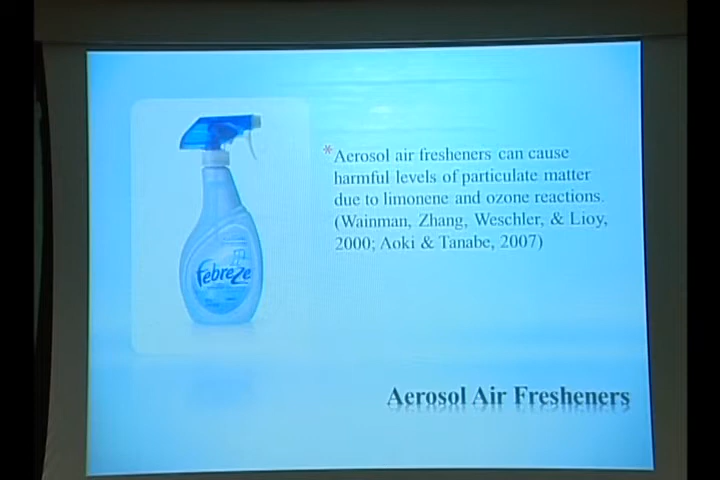 * Aerosol air fresheners can cause
harmful levels of particulate matter
due to limonene and ozone reactions.
(Wainman, Zhang, Weschler, & Lioy,
2000; Aoki & Tanabe, 2007)
febreze
Aerosol Air Fresheners